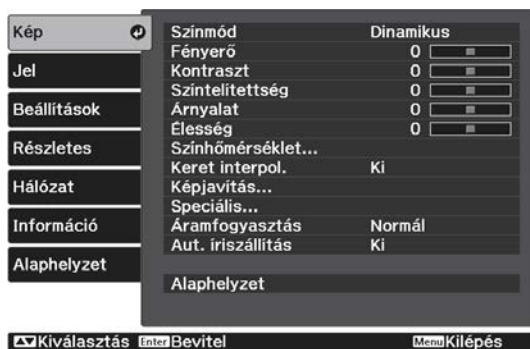 Kép
Jel
Beállítások
Részletes
Hálózat
Információ
Alaphelyzet
Színmód Dinamikus
Fényerő 0
Kontraszt 0
Színtelítettség 0
Árnyalat 0
Élesség 0
Színhőmérséklet...
Keret interpol. Ki
Képjavítás...
Speciális...
Áramfogyasztás Normál
Aut. íriszállítás Ki
Alaphelyzet
Kiválasztás Enter Bevitel Menu Kilépés